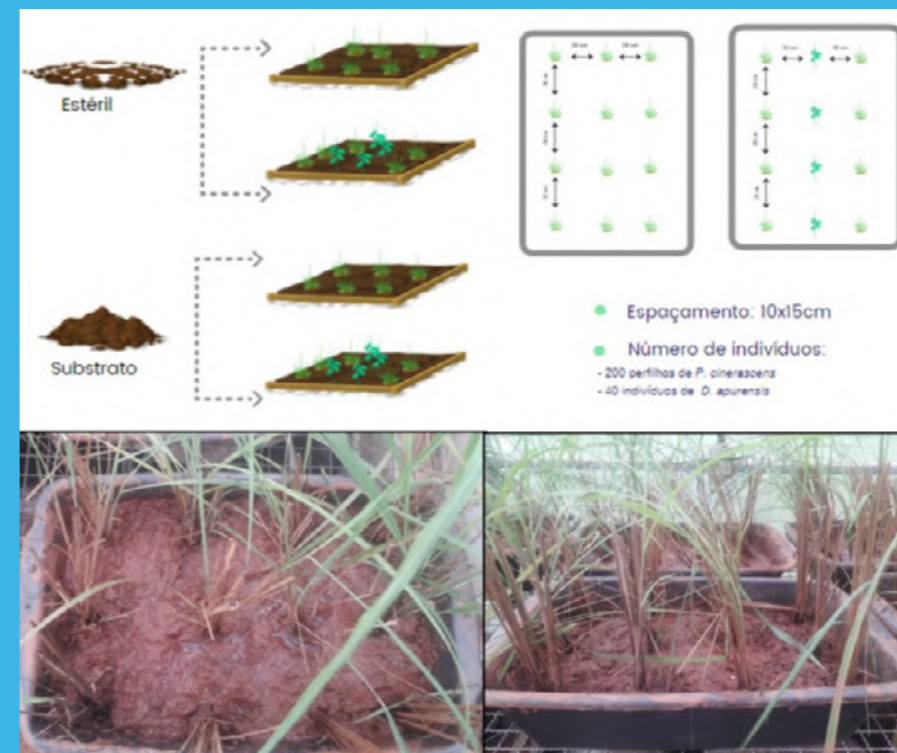 Estéril
Substrato
Espaçamento: 10x15cm
Número de indivíduos:
- 200 perfilhos de P. cinerascens
- 40 indivíduos de D. apurensis